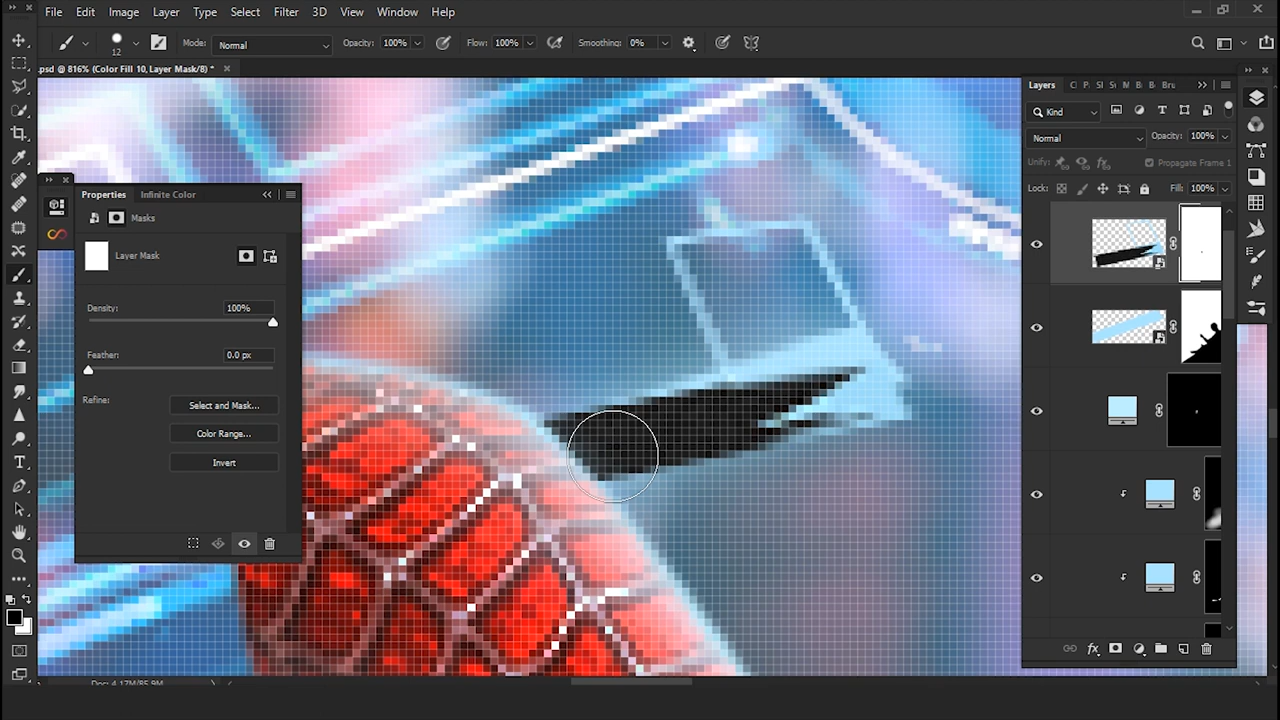 File Edit Image Layer Type Select Filter 3D View Window Help
12 Mode: Normal Opacity: 100% Flow: 100% Smoothing: 0%
.psd @ 816% (Color Fill 10, Layer Mask/8) *
Properties Infinite Color
Masks
Layer Mask
Density: 100%
Feather: 0.0 px
Refine:
Select and Mask...
Color Range...
Invert
Layers C P SI S M B B Bru
Kind
Normal Opacity: 100%
Unify: Propagate Frame 1
Lock: Fill: 100%
fx
Doc: 4.17M/85.9M